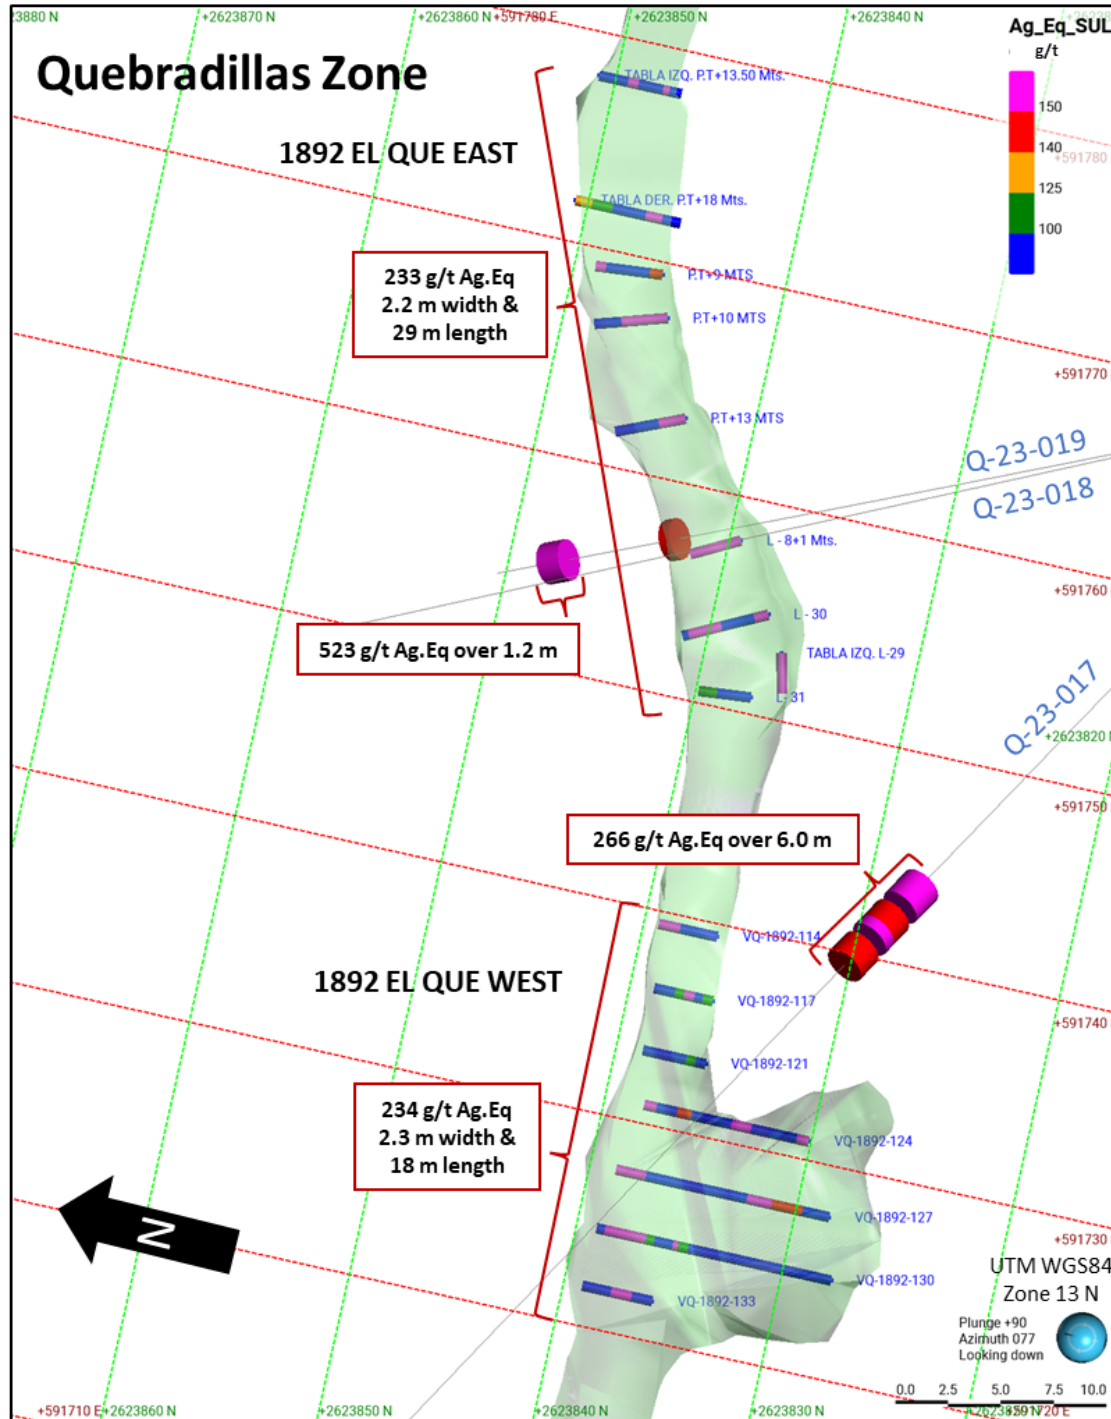 +2623880 N
+2623870 N
+2623860 N
+591780 E
+2623850 N
+2623840 N
Ag_Eq_SUL
g/t
150
140
125
100
+591780
Quebradillas Zone
1892 EL QUE EAST
TABLA IZQ. P.T+13.50 Mts.
TABLA DER. P.T+18 Mts.
233 g/t Ag.Eq
2.2 m width &
29 m length
P.T+9 MTS
P.T+10 MTS
+591770
P.T+13 MTS
Q-23-019
Q-23-018
L - 8+1 Mts.
+591760
L - 30
523 g/t Ag.Eq over 1.2 m
TABLA IZQ. L-29
L - 31
Q-23-017
+2623820 N
+591750
266 g/t Ag.Eq over 6.0 m
VQ-1892-114
1892 EL QUE WEST
VQ-1892-117
+591740
VQ-1892-121
234 g/t Ag.Eq
2.3 m width &
18 m length
VQ-1892-124
VQ-1892-127
N
+591730
VQ-1892-130
UTM WGS84
Zone 13 N
VQ-1892-133
Plunge +90
Azimuth 077
Looking down
0.0 2.5 5.0 7.5 10.0
+591710 E
+2623860 N
+2623850 N
+2623840 N
+2623830 N
+591720 E